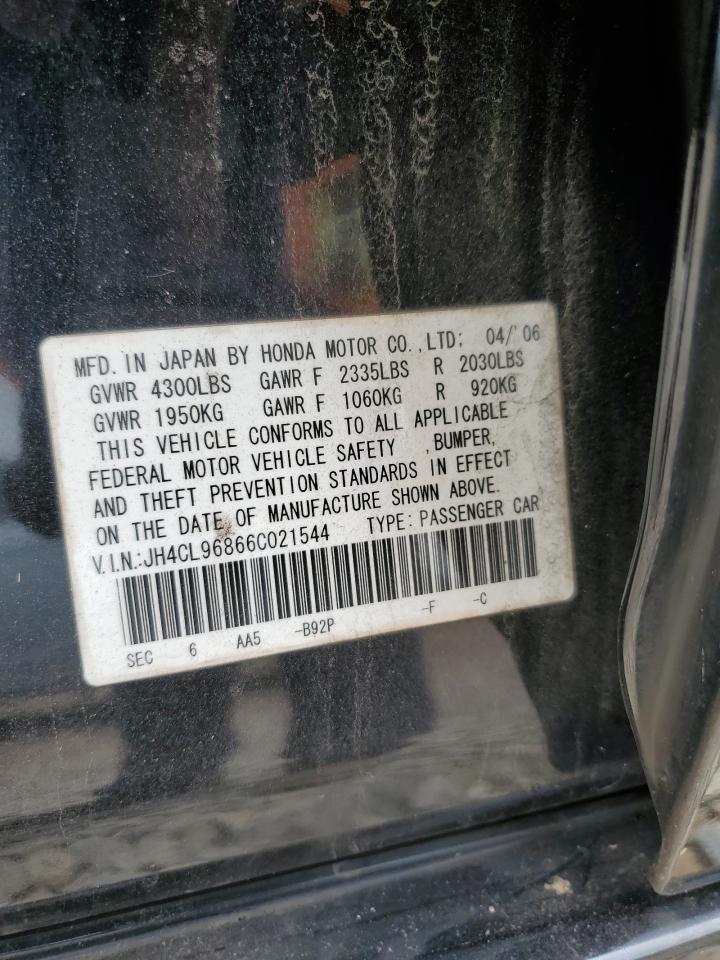 MFD. IN JAPAN BY HONDA MOTOR CO.,LTD: 04/'06
GVWR 4300LBS GAWR F 2335LBS R 2030LBS
GVWR 1950KG GAWR F 1060KG R 920KG
THIS VEHICLE CONFORMS TO ALL APPLICABLE
FEDERAL MOTOR VEHICLE SAFETY ,BUMPER,
AND THEFT PREVENTION STANDARDS IN EFFECT
ON THE DATE OF MANUFACTURE SHOWN ABOVE.
V.I.N.:JH4CL96866C021544 TYPE: PASSENGER CAR
SEC 6 AA5 -B92P -F -C